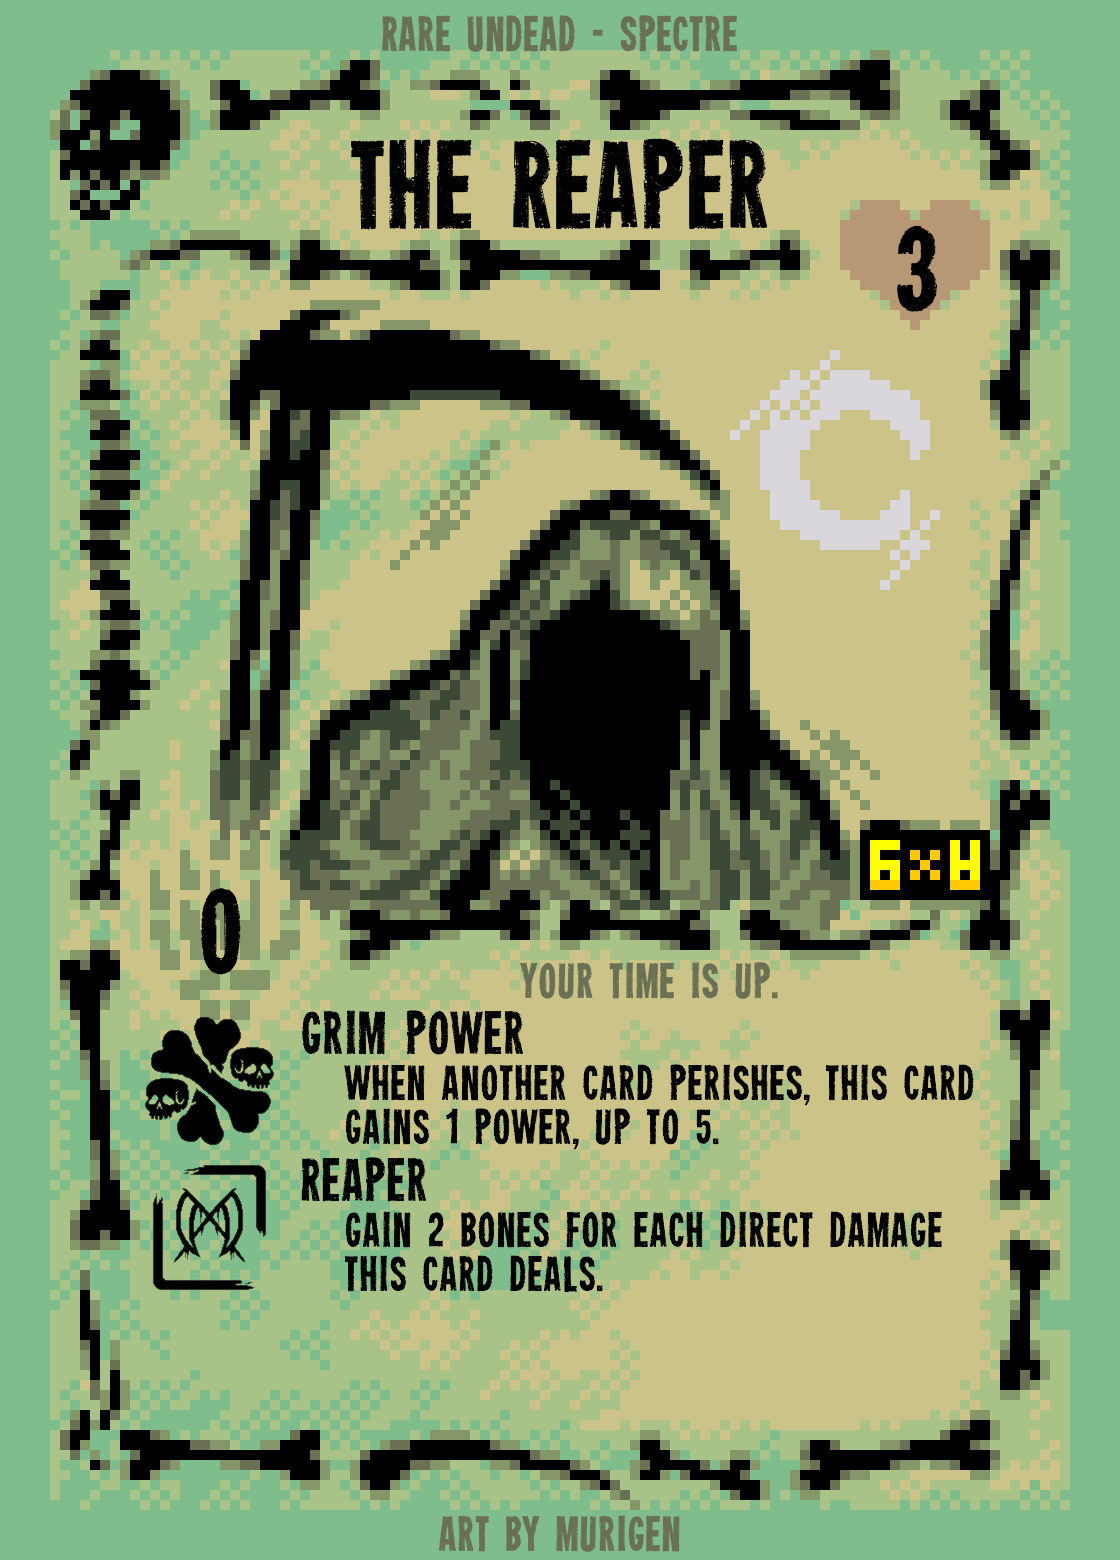 RARE UNDEAD - SPECTRE
THE REAPER
3
0
YOUR TIME IS UP.
GRIM POWER
WHEN ANOTHER CARD PERISHES, THIS CARD
GAINS 1 POWER, UP TO 5.
REAPER
GAIN 2 BONES FOR EACH DIRECT DAMAGE
THIS CARD DEALS.
ART BY MURIGEN